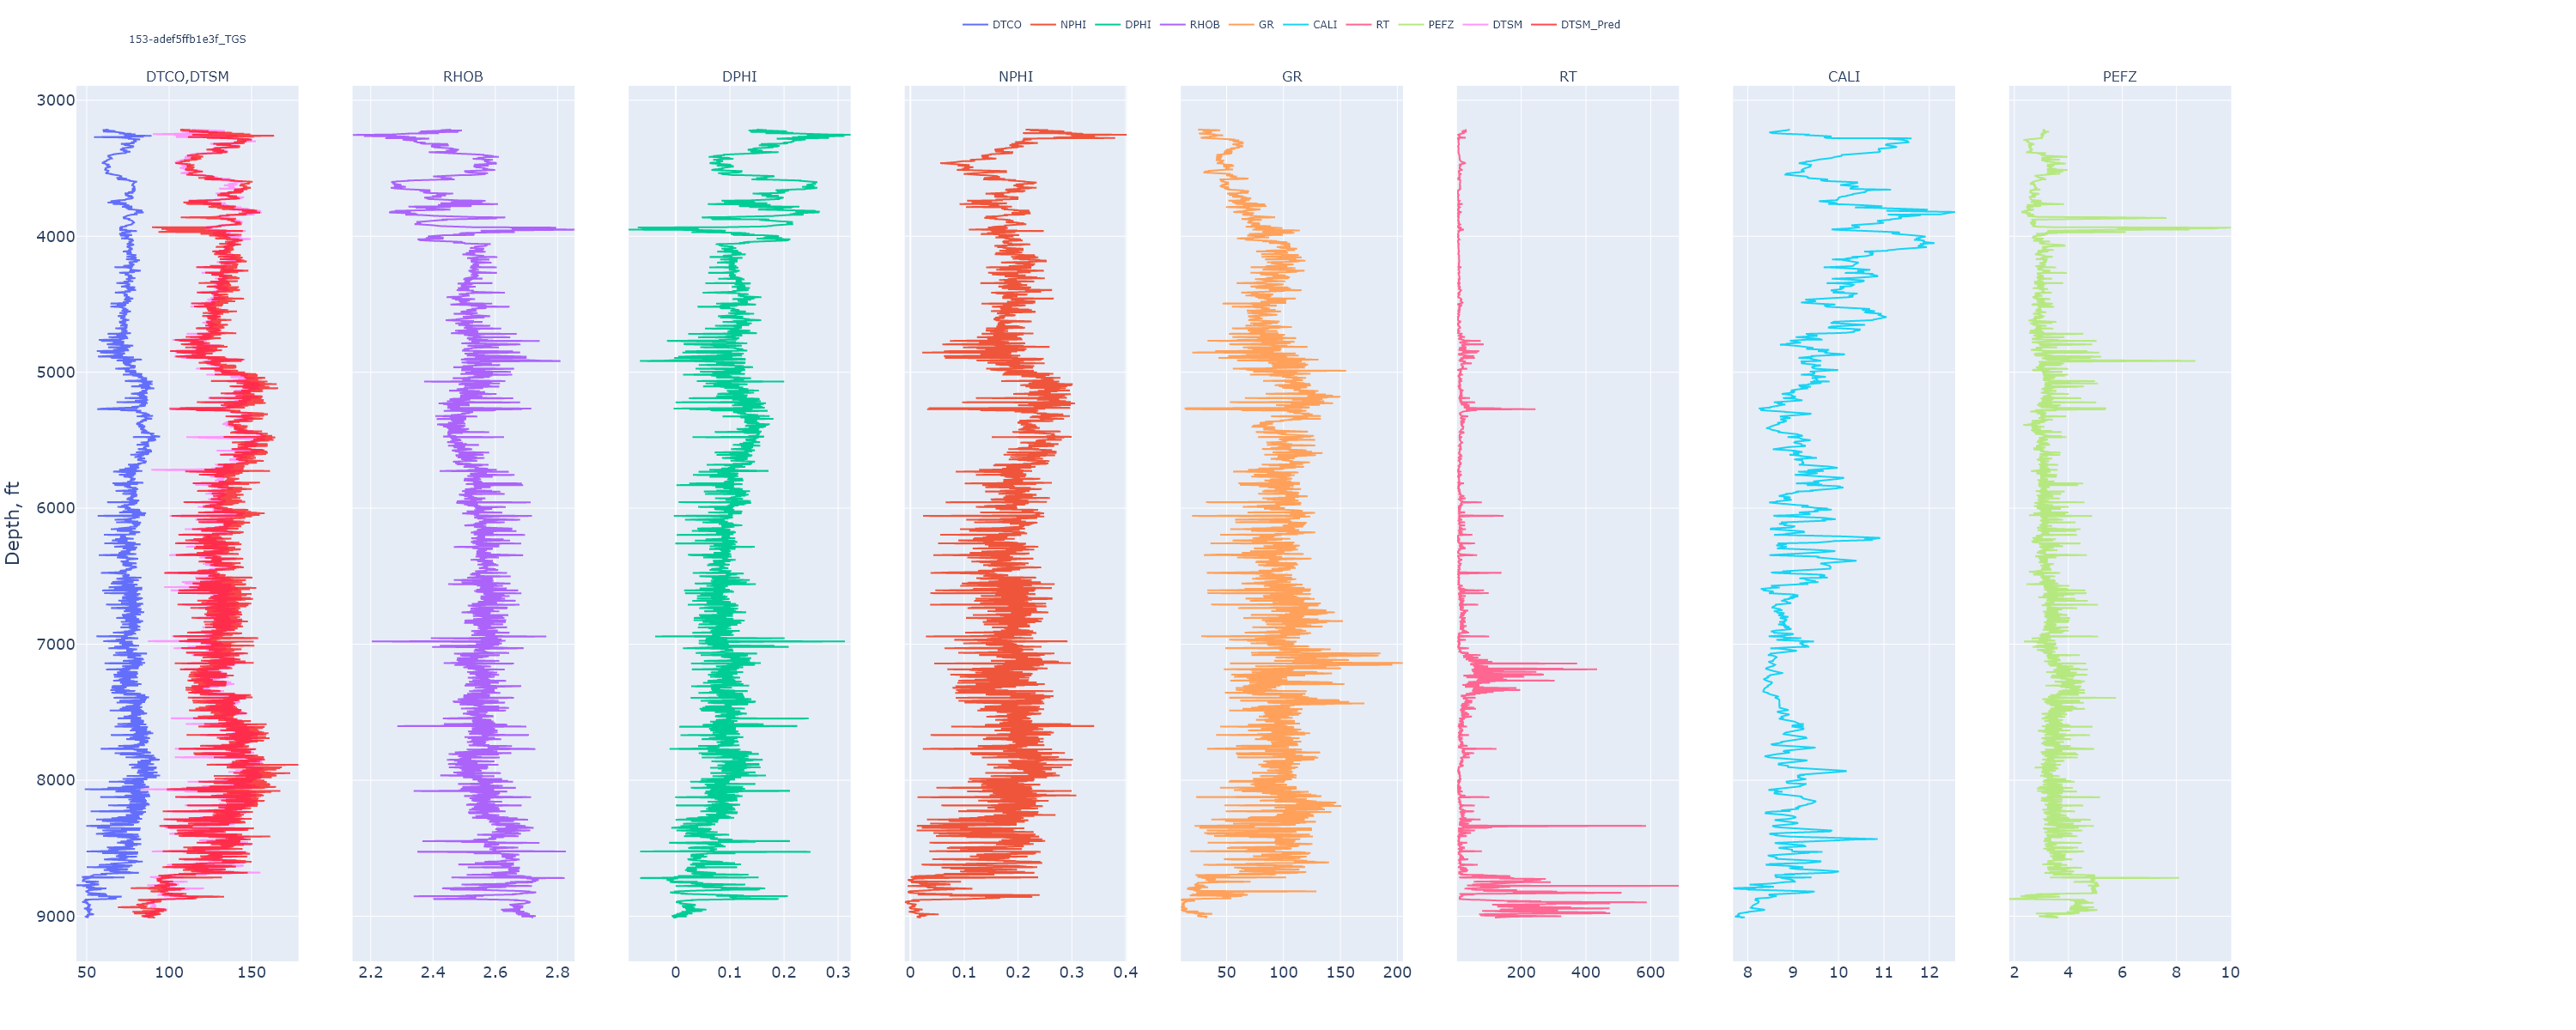 DTCO NPHI DPHI RHOB GR CALI RT PEFZ DTSM DTSM_Pred
153-adef5ffb1e3f_TGS
DTCO,DTSM RHOB DPHI NPHI GR RT CALI PEFZ
3000
4000
5000
6000
7000
8000
9000
Depth, ft
50 100 150 2.2 2.4 2.6 2.8 0 0.1 0.2 0.3 0 0.1 0.2 0.3 0.4 50 100 150 200 200 400 600 8 9 10 11 12 2 4 6 8 10